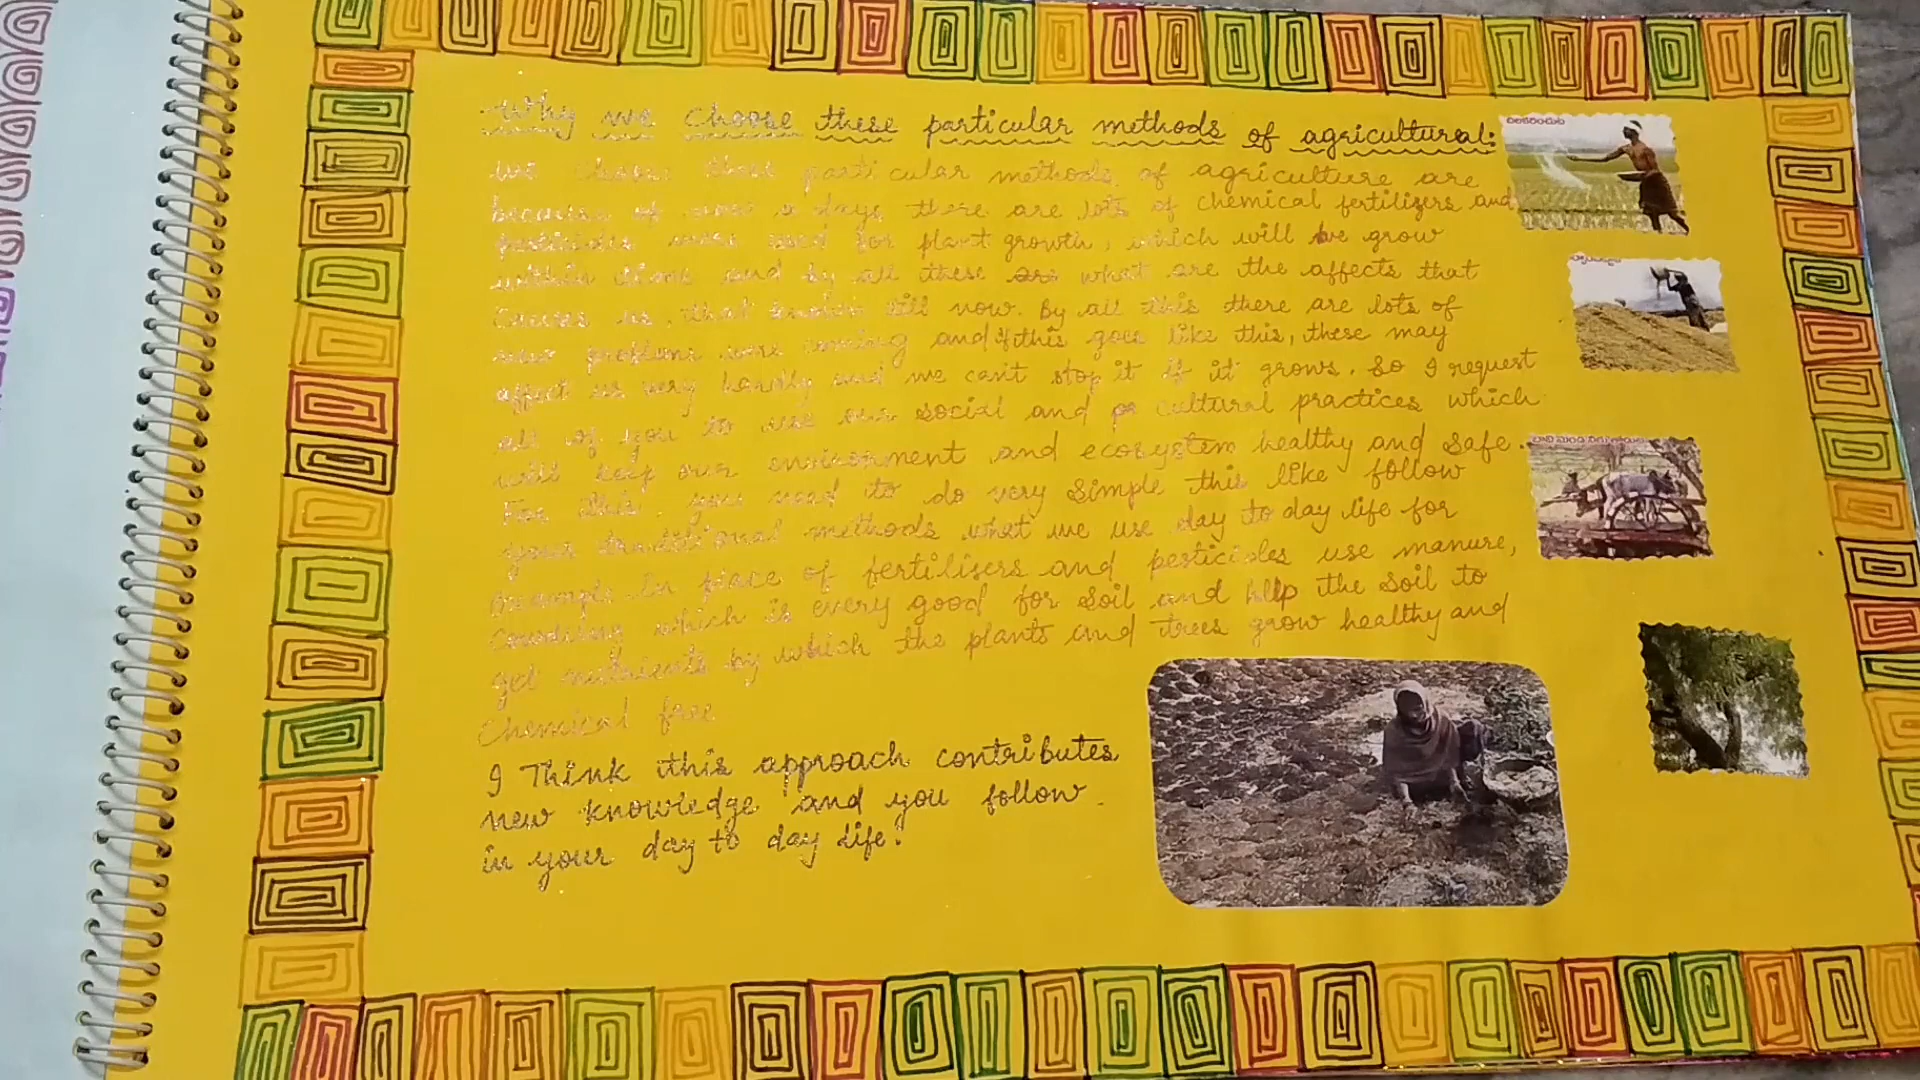 Why we choose these particular methods of agricultural:
we choose these particular methods of agriculture are
because of now a days there are lots of chemical fertilizers and
pesticides were used for plant growth, which will be grow
within time and by all these are what are the affects that
causes us, that till now. By all this there are lots of
new problems were coming and if this goes like this, these may
affect us very hardly and we can't stop it if it grows. So I request
all of you to use our social and pr cultural practices which
will keep our environment and ecosystem healthy and safe.
For this, you need to do very simple this like follow
your traditional methods what we use day to day life for
example. In place of fertilisers and pesticides use manure,
cowdung which is every good for soil and help the soil to
get nutrients by which the plants and trees grow healthy and
chemical free
I Think this approach contributes
new knowledge and you follow
in your day to day life.